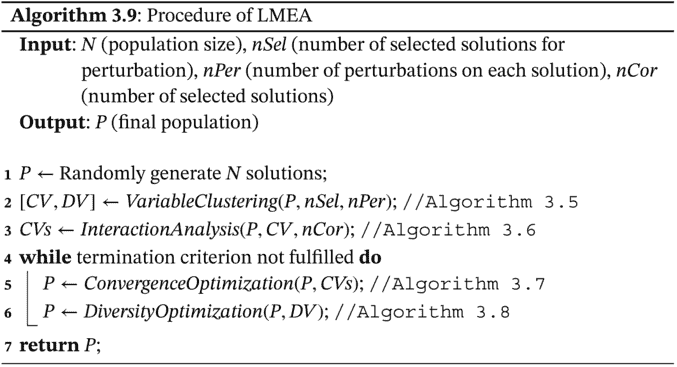 Algorithm 3.9: Procedure of LMEA
Input: N (population size), nSel (number of selected solutions for
perturbation), nPer (number of perturbations on each solution), nCor
(number of selected solutions)
Output: P (final population)
1 P ← Randomly generate N solutions;
2 [CV, DV] ← VariableClustering(P, nSel, nPer); //Algorithm 3.5
3 CVs ← InteractionAnalysis(P, CV, nCor); //Algorithm 3.6
4 while termination criterion not fulfilled do
5 P ← ConvergenceOptimization(P, CVs); //Algorithm 3.7
6 P ← DiversityOptimization(P, DV); //Algorithm 3.8
7 return P;